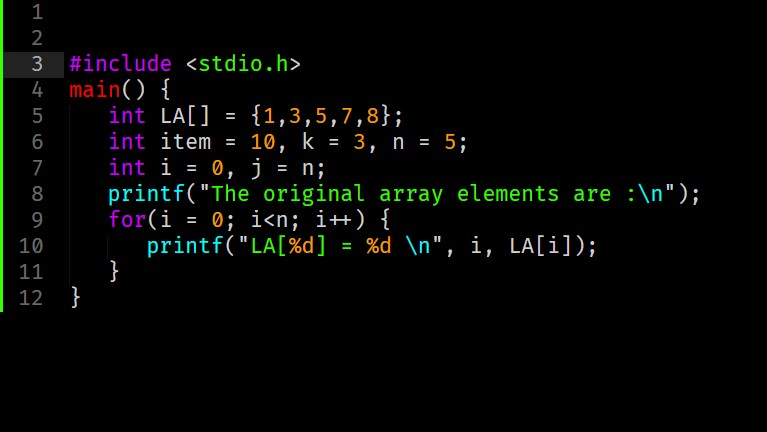 1
2
3 #include <stdio.h>
4 main() {
5    int LA[] = {1,3,5,7,8};
6    int item = 10, k = 3, n = 5;
7    int i = 0, j = n;
8    printf("The original array elements are :\n");
9    for(i = 0; i<n; i++) {
10      printf("LA[%d] = %d \n", i, LA[i]);
11   }
12 }